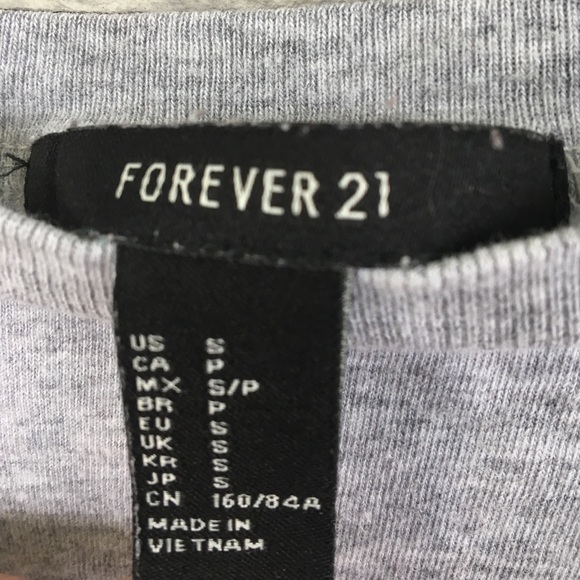 FOREVER 21
US S
CA P
MX S/P
BR P
EU S
UK S
KR S
JP S
CN 160/84A
MADE IN
VIETNAM